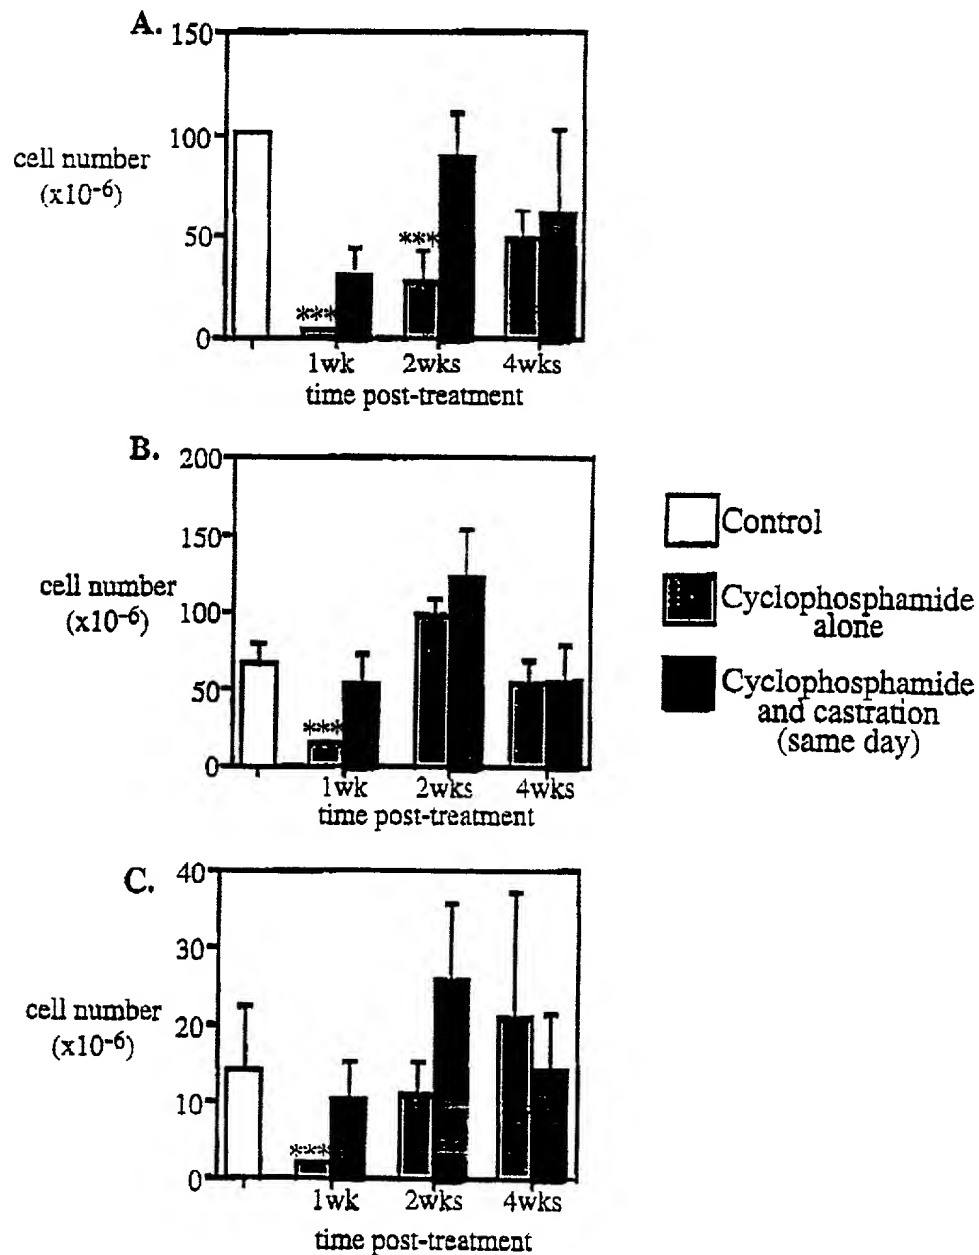 A.
150
100
50
0
cell number
(x10-6)
***
***
1wk 2wks 4wks
time post-treatment
B.
200
150
100
50
0
cell number
(x10-6)
***
1wk 2wks 4wks
time post-treatment
Control
Cyclophosphamide
alone
Cyclophosphamide
and castration
(same day)
C.
40
30
20
10
0
cell number
(x10-6)
***
1wk 2wks 4wks
time post-treatment